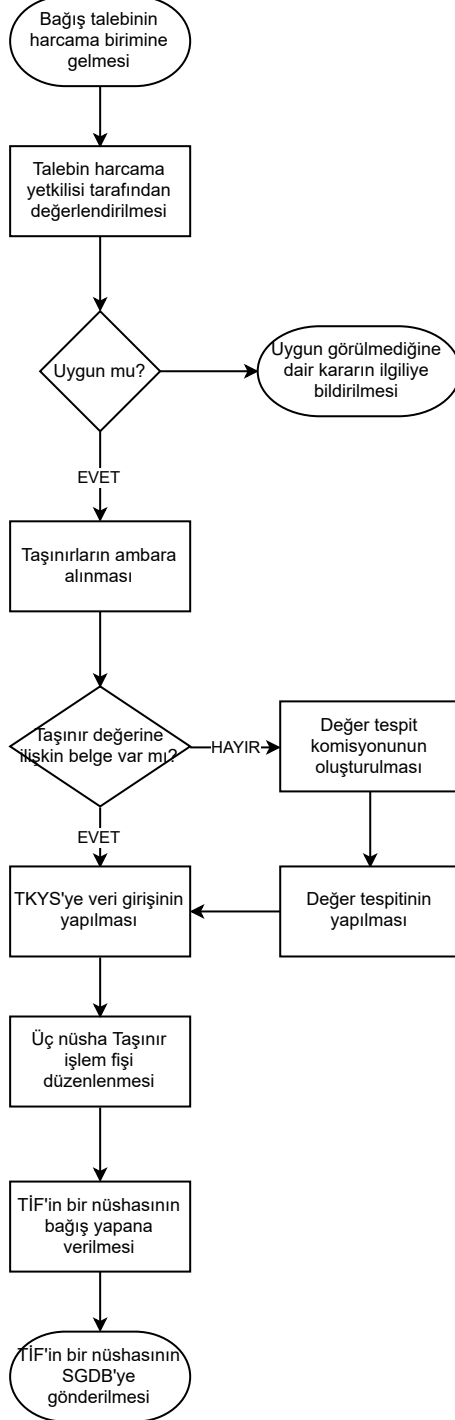 Bağış talebinin
harcama birimine
gelmesi
Talebin harcama
yetkilisi tarafından
değerlendirilmesi
Uygun mu?
Uygun görülmediğine
dair kararın ilgiliye
bildirilmesi
EVET
Taşınırların ambara
alınması
Taşınır değerine
ilişkin belge var mı?
HAYIR
Değer tespit
komisyonunun
oluşturulması
EVET
TKYS'ye veri girişinin
yapılması
Değer tespitinin
yapılması
Üç nüsha Taşınır
işlem fişi
düzenlenmesi
TİF'in bir nüshasının
bağış yapana
verilmesi
TİF'in bir nüshasının
SGDB'ye
gönderilmesi